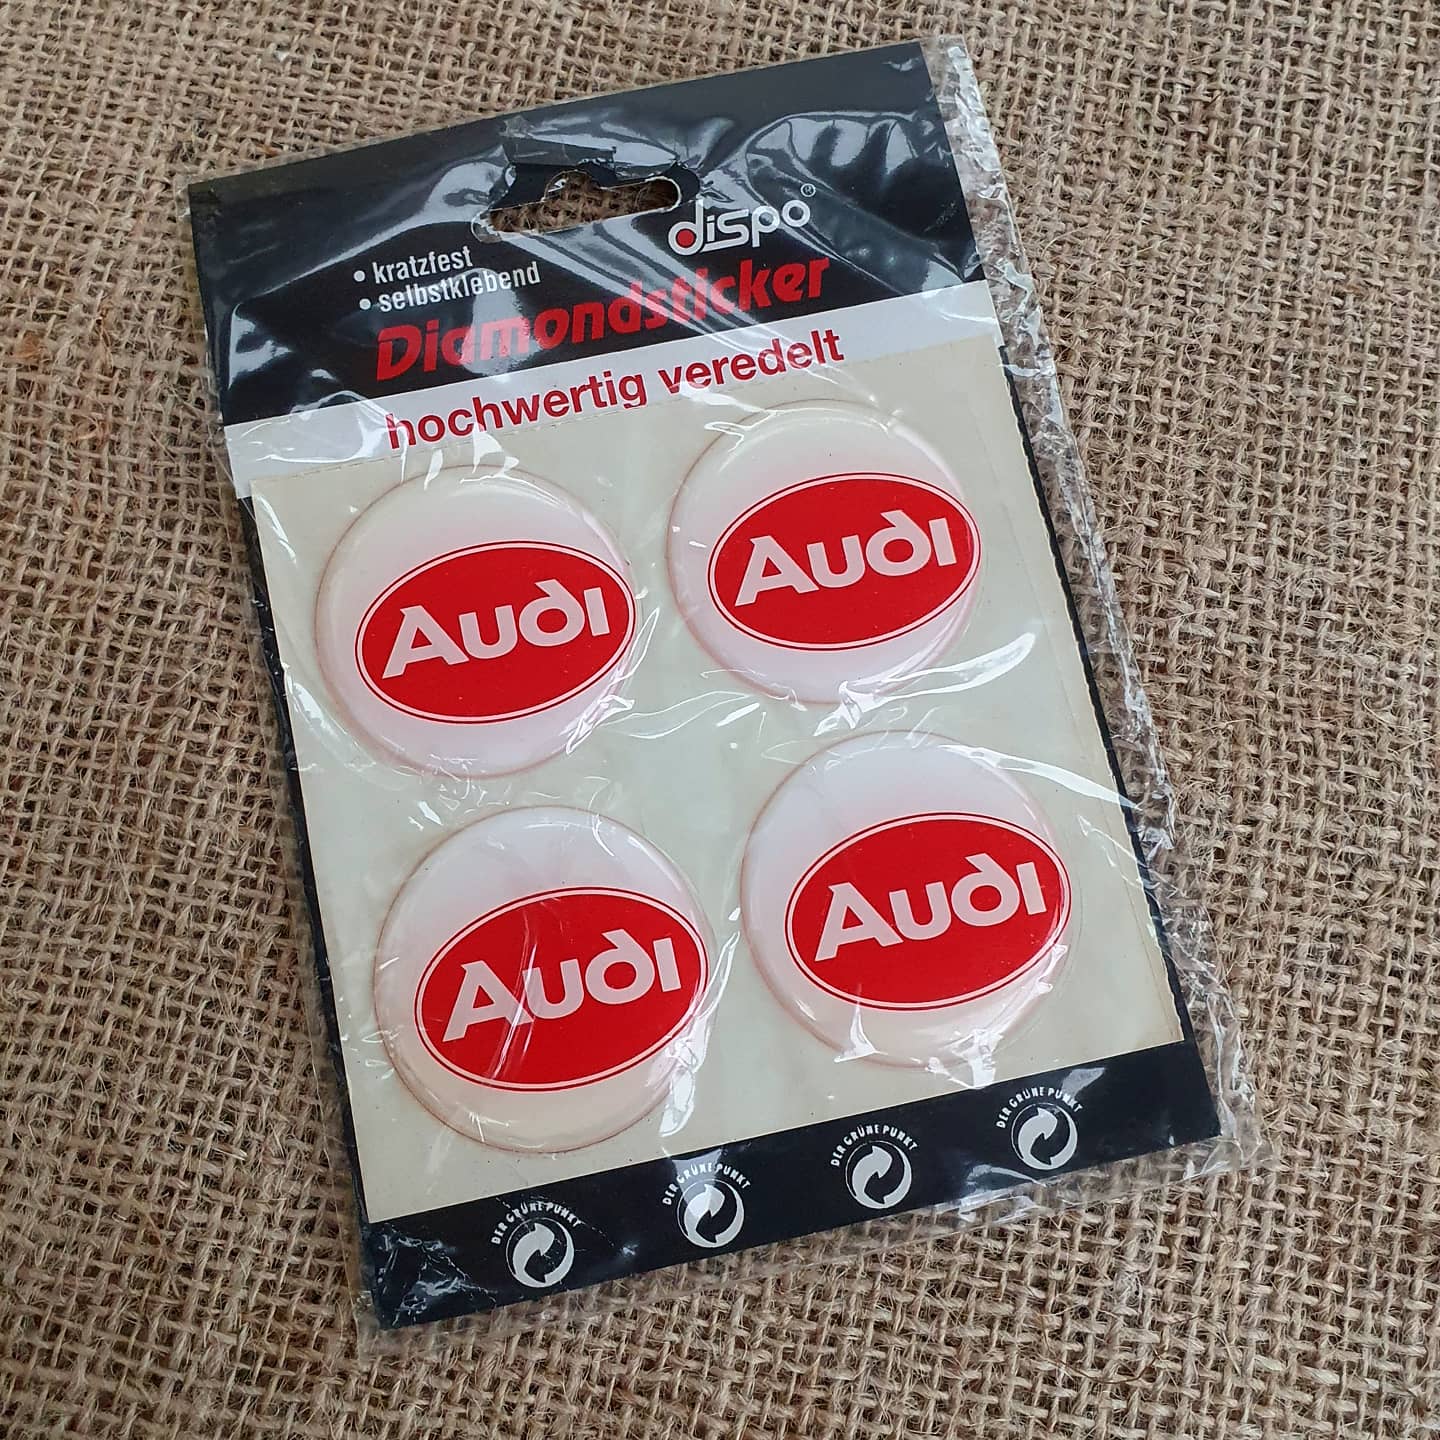 dispo®
• kratzfest
• selbstklebend
Diamondsticker
hochwertig veredelt
Audi
Audi
Audi
Audi
DER GRÜNE PUNKT
DER GRÜNE PUNKT
DER GRÜNE PUNKT
DER GRÜNE PUNKT